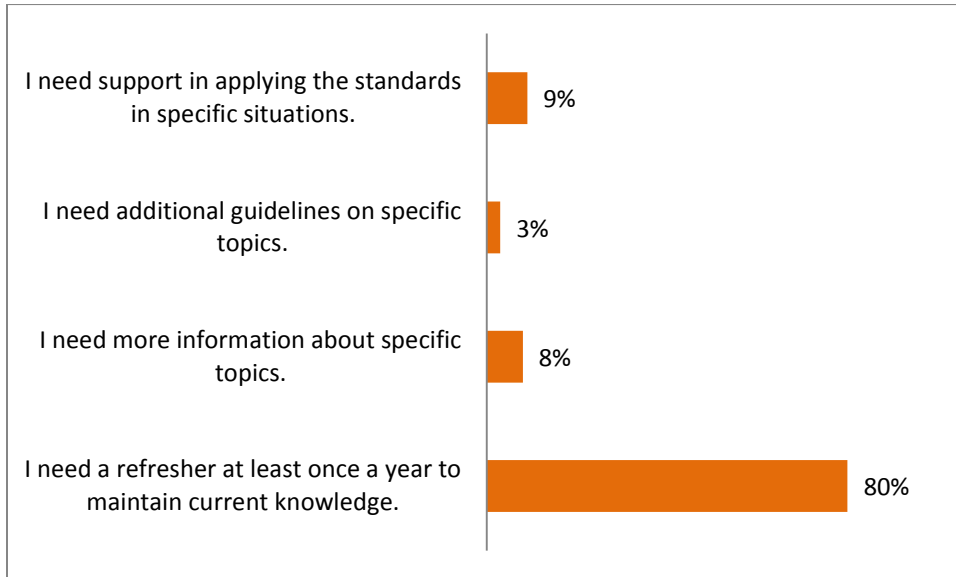 I need support in applying the standards
in specific situations.
9%
I need additional guidelines on specific
topics.
3%
I need more information about specific
topics.
8%
I need a refresher at least once a year to
maintain current knowledge.
80%